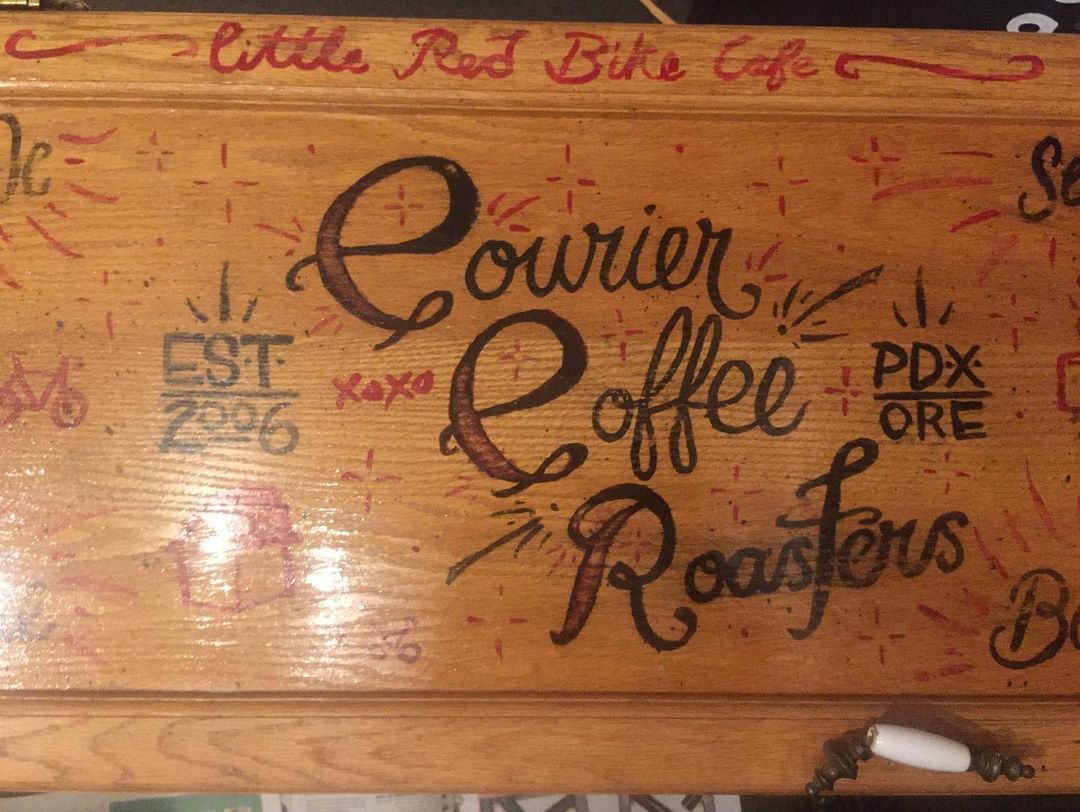 Little Red Bike Cafe
Courier
Coffee
Roasters
EST.
2006
xoxo
PDX
ORE